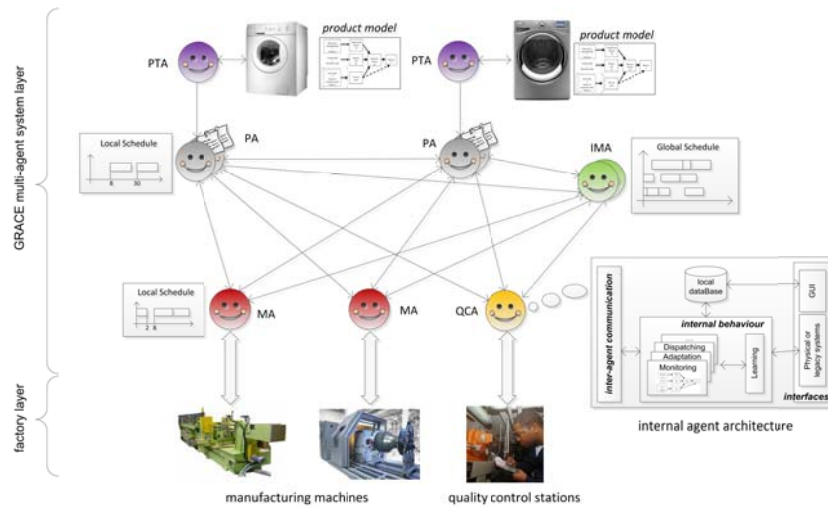 product model
product model
PTA
PTA
PA
PA
IMA
Local Schedule
8 30
Global Schedule
GRACE multi-agent system layer
Local Schedule
2 8
MA
MA
QCA
local
dataBase
GUI
inter-agent communication
internal behaviour
Dispatching
Adaptation
Monitoring
Learning
Physical or
legacy systems
interfaces
internal agent architecture
factory layer
manufacturing machines
quality control stations